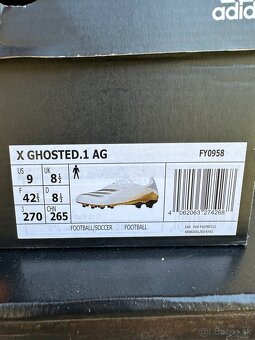 adidas
X GHOSTED.1 AG
FY0958
US 9 UK 8½
F 42⅔ D 8½
J 270 CHN 265
4 062063 274268
FOOTBALL/SOCCER FOOTBALL